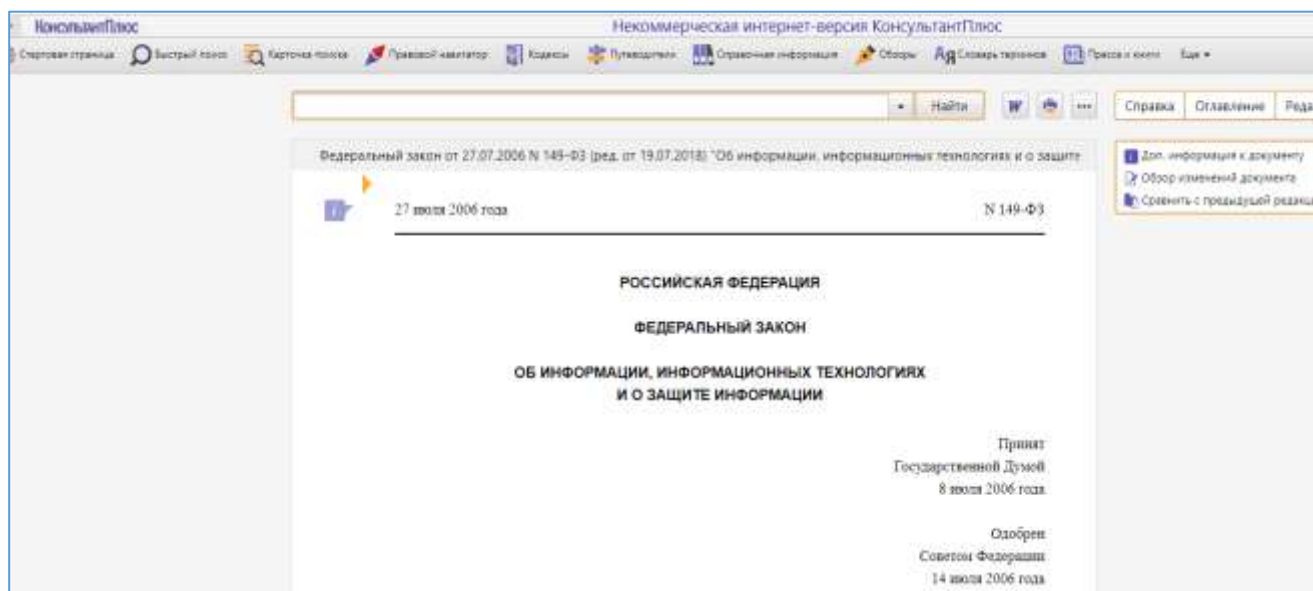 КонсультантПлюс
Некоммерческая интернет-версия КонсультантПлюс
Стартовая страница Быстрый поиск Карточка поиска Правовой навигатор Кодексы Путеводители Справочная информация Обзоры Словарь терминов Пресса и книги Еще
Найти
Справка Оглавление Реда
Федеральный закон от 27.07.2006 N 149-ФЗ (ред. от 19.07.2018) "Об информации, информационных технологиях и о защите
Доп. информация к документу
Обзор изменений документа
Сравнить с предыдущей редакц
27 июля 2006 года N 149-ФЗ
РОССИЙСКАЯ ФЕДЕРАЦИЯ
ФЕДЕРАЛЬНЫЙ ЗАКОН
ОБ ИНФОРМАЦИИ, ИНФОРМАЦИОННЫХ ТЕХНОЛОГИЯХ
И О ЗАЩИТЕ ИНФОРМАЦИИ
Принят
Государственной Думой
8 июля 2006 года
Одобрен
Советом Федерации
14 июля 2006 года